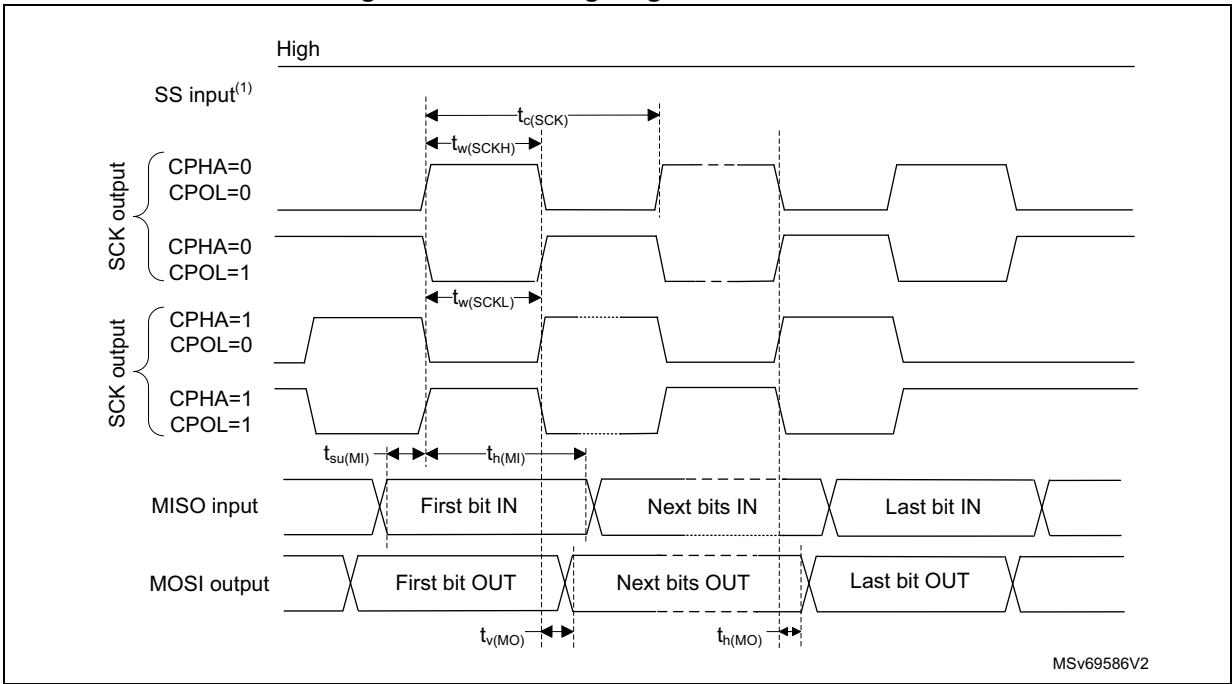 High
SS input(1)
tc(SCK)
tw(SCKH)
SCK output
CPHA=0
CPOL=0
CPHA=0
CPOL=1
tw(SCKL)
SCK output
CPHA=1
CPOL=0
CPHA=1
CPOL=1
tsu(MI)
th(MI)
MISO input
First bit IN
Next bits IN
Last bit IN
MOSI output
First bit OUT
Next bits OUT
Last bit OUT
tv(MO)
th(MO)
MSv69586V2